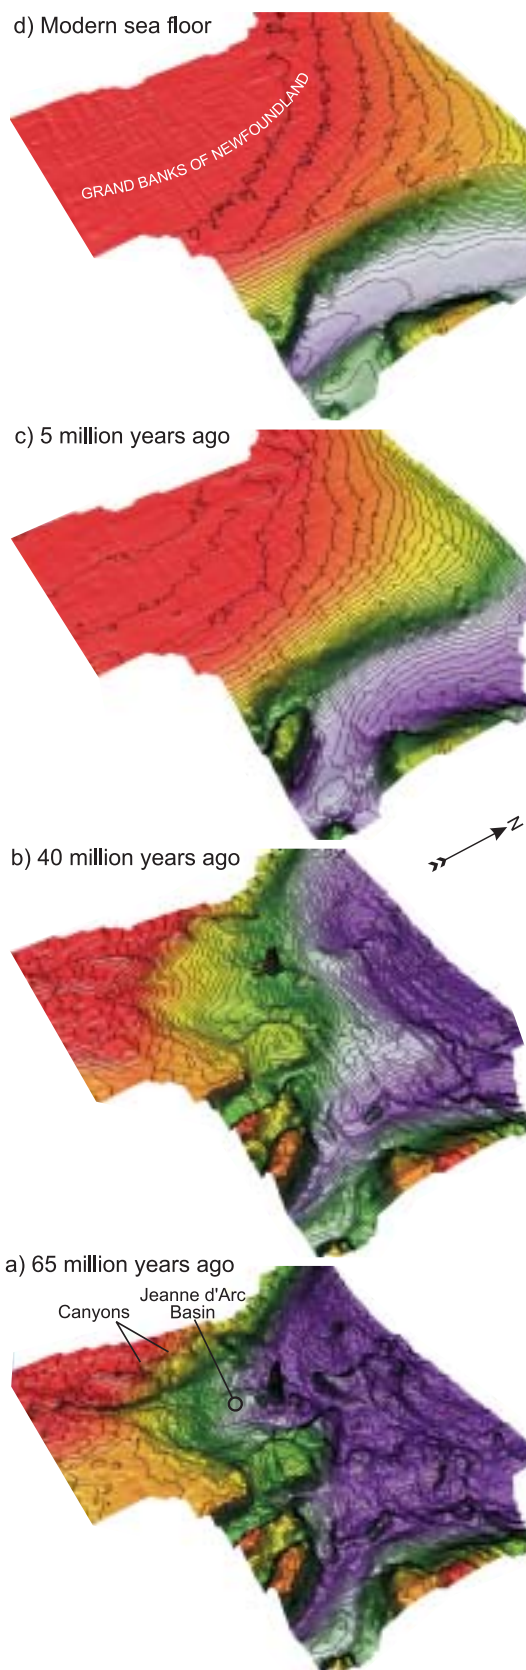 d) Modern sea floor
GRAND BANKS OF NEWFOUNDLAND
c) 5 million years ago
N
b) 40 million years ago
a) 65 million years ago
Canyons
Jeanne d'Arc
Basin